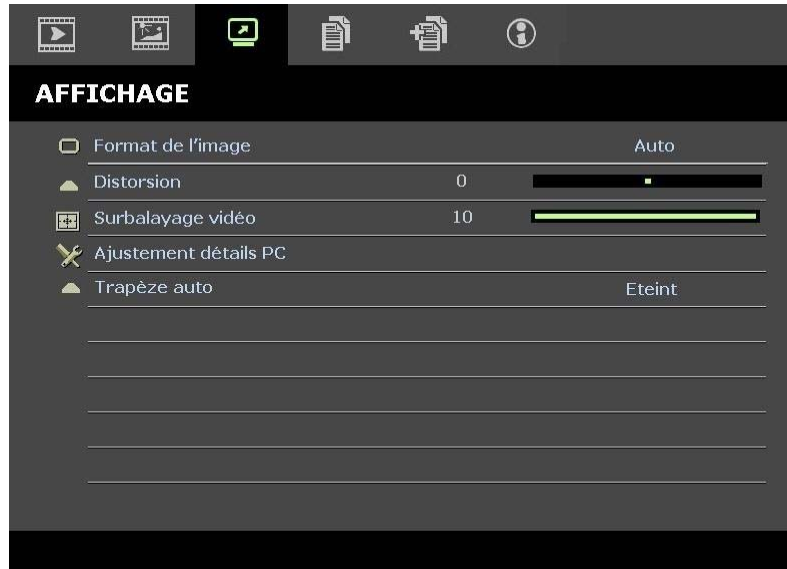 AFFICHAGE
Format de l'image Auto
Distorsion 0
Surbalayage vidéo 10
Ajustement détails PC
Trapèze auto Eteint